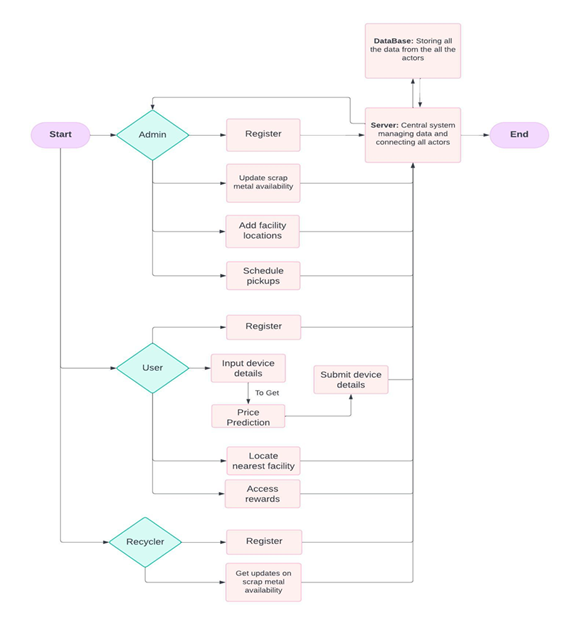 DataBase: Storing all
the data from the all the
actors
Start
Admin
Register
Server: Central system
managing data and
connecting all actors
End
Update scrap
metal availability
Add facility
locations
Schedule
pickups
Register
User
Input device
details
Submit device
details
To Get
Price
Prediction
Locate
nearest facility
Access
rewards
Recycler
Register
Get updates on
scrap metal
availability